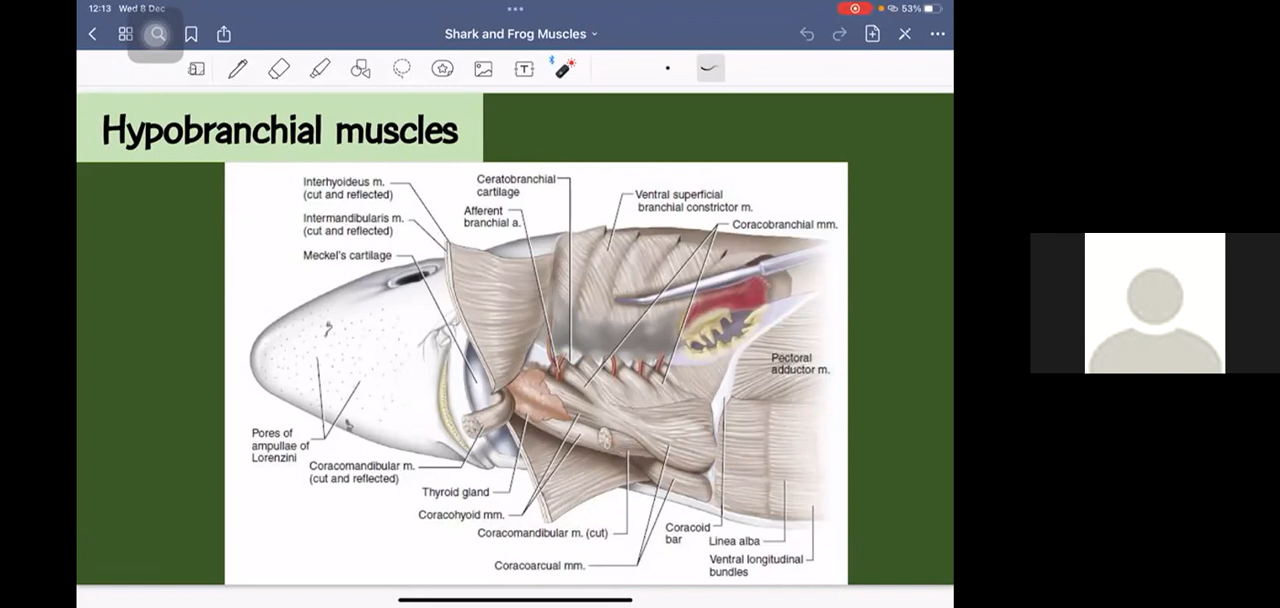 12:13 Wed 8 Dec
53%
Shark and Frog Muscles
T
Hypobranchial muscles
Interhyoideus m.
(cut and reflected)
Intermandibularis m.
(cut and reflected)
Meckel's cartilage
Ceratobranchial
cartilage
Afferent
branchial a.
Ventral superficial
branchial constrictor m.
Coracobranchial mm.
Pectoral
adductor m.
Pores of
ampullae of
Lorenzini
Coracomandibular m.
(cut and reflected)
Thyroid gland
Coracohyoid mm.
Coracomandibular m. (cut)
Coracoarcual mm.
Coracoid
bar
Linea alba
Ventral longitudinal
bundles